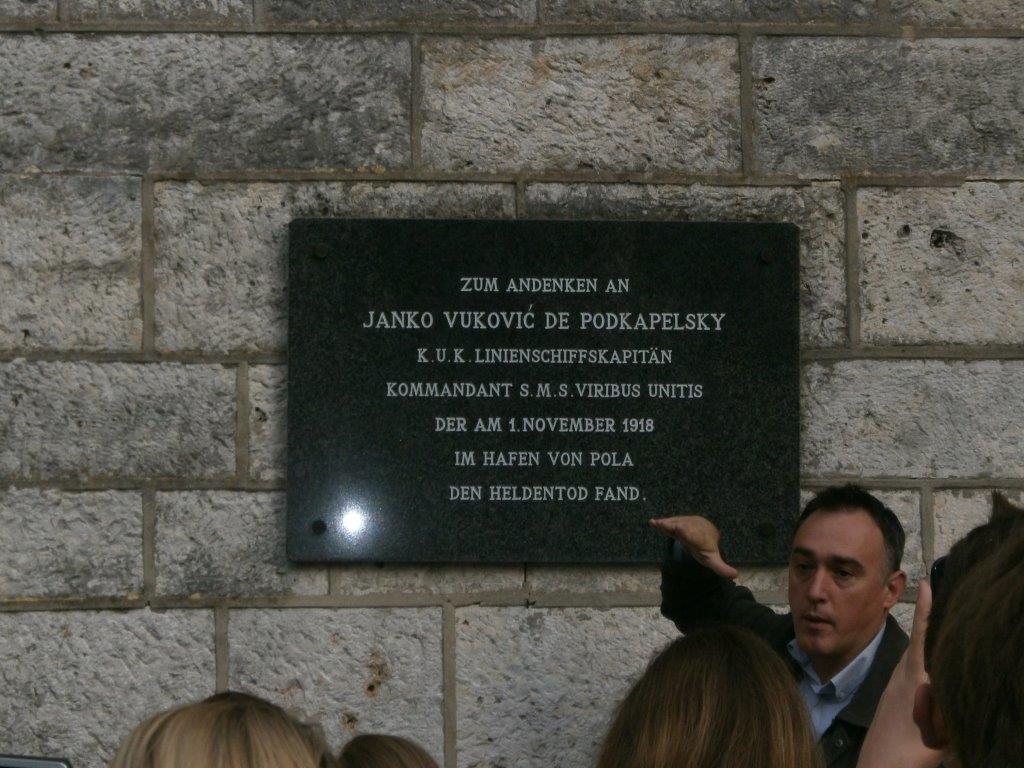 ZUM ANDENKEN AN
JANKO VUKOVIĆ DE PODKAPELSKY
K.U.K.LINIENSCHIFFSKAPITÄN
KOMMANDANT S.M.S.VIRIBUS UNITIS
DER AM 1.NOVEMBER 1918
IM HAFEN VON POLA
DEN HELDENTOD FAND.